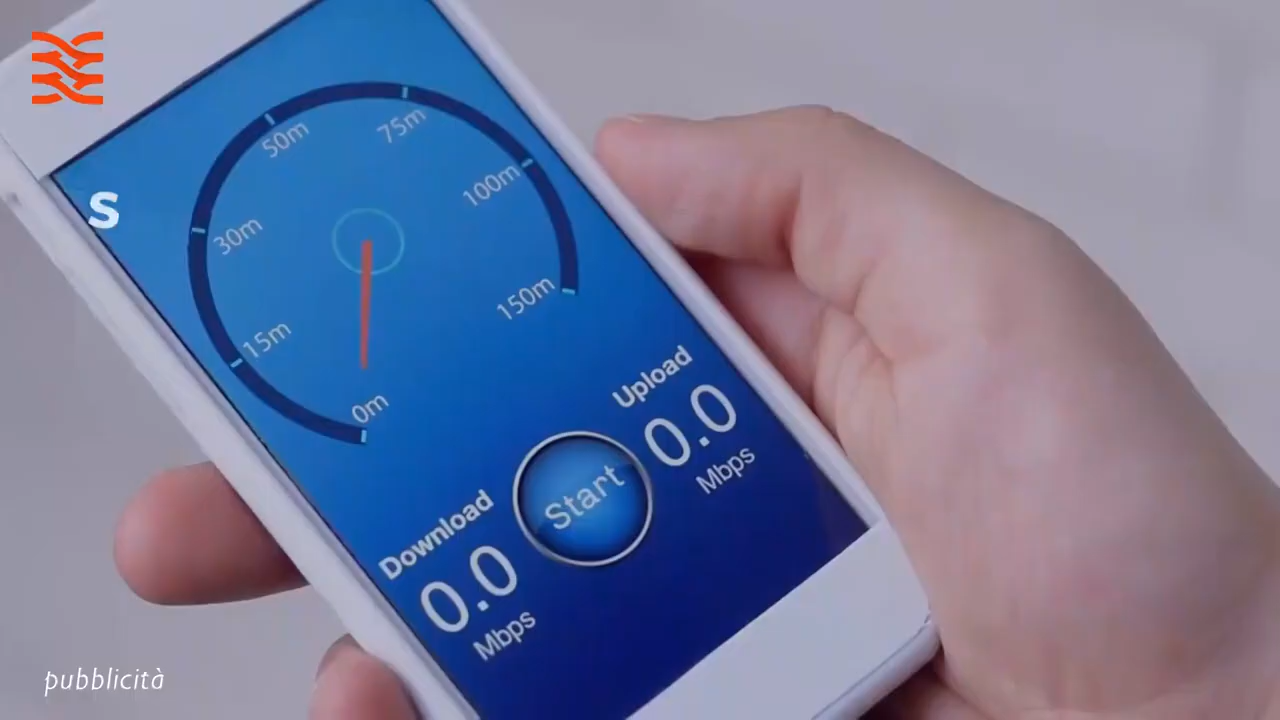 S
50m
75m
100m
30m
150m
15m
0m
Upload
0.0
Mbps
Start
Download
0.0
Mbps
pubblicità